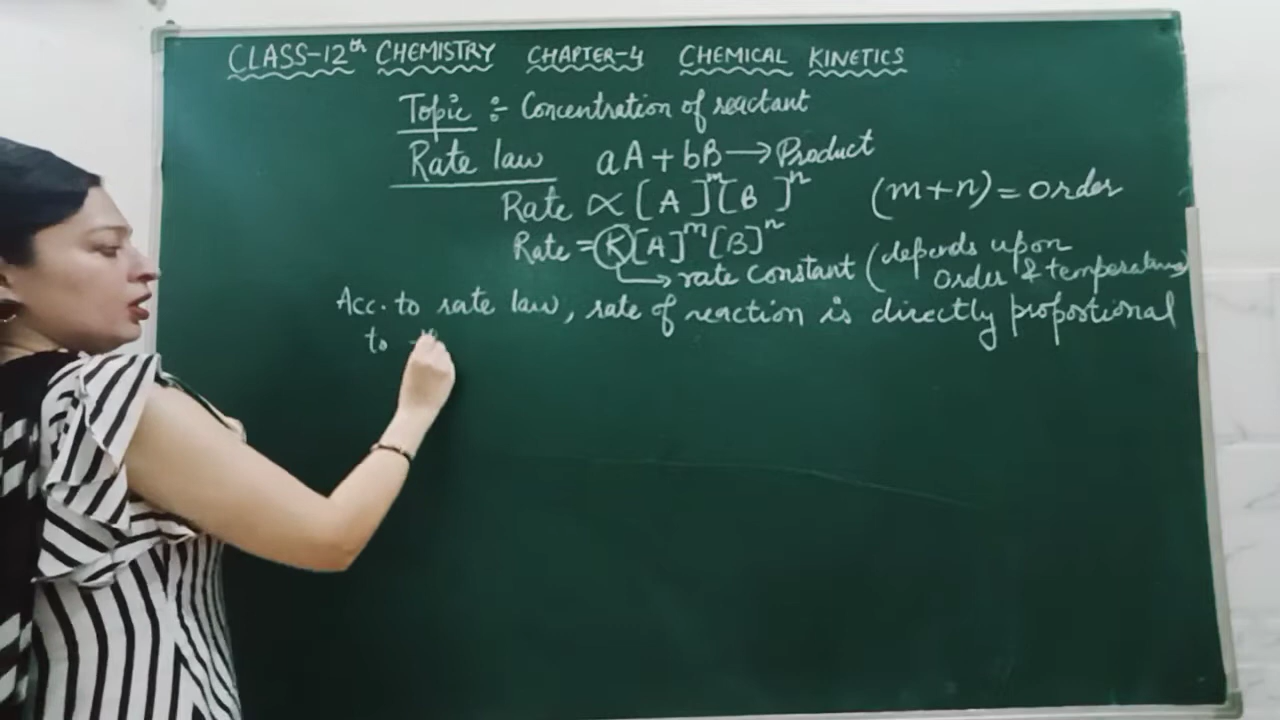 CLASS-12th CHEMISTRY CHAPTER-4 CHEMICAL KINETICS
Topic :- Concentration of reactant
Rate law aA + bB → Product
Rate ∝ [A]^m [B]^n (m+n) = order
Rate = K[A]^m [B]^n
→ rate constant (depends upon
order & temperature)
Acc. to rate law, rate of reaction is directly proportional
to